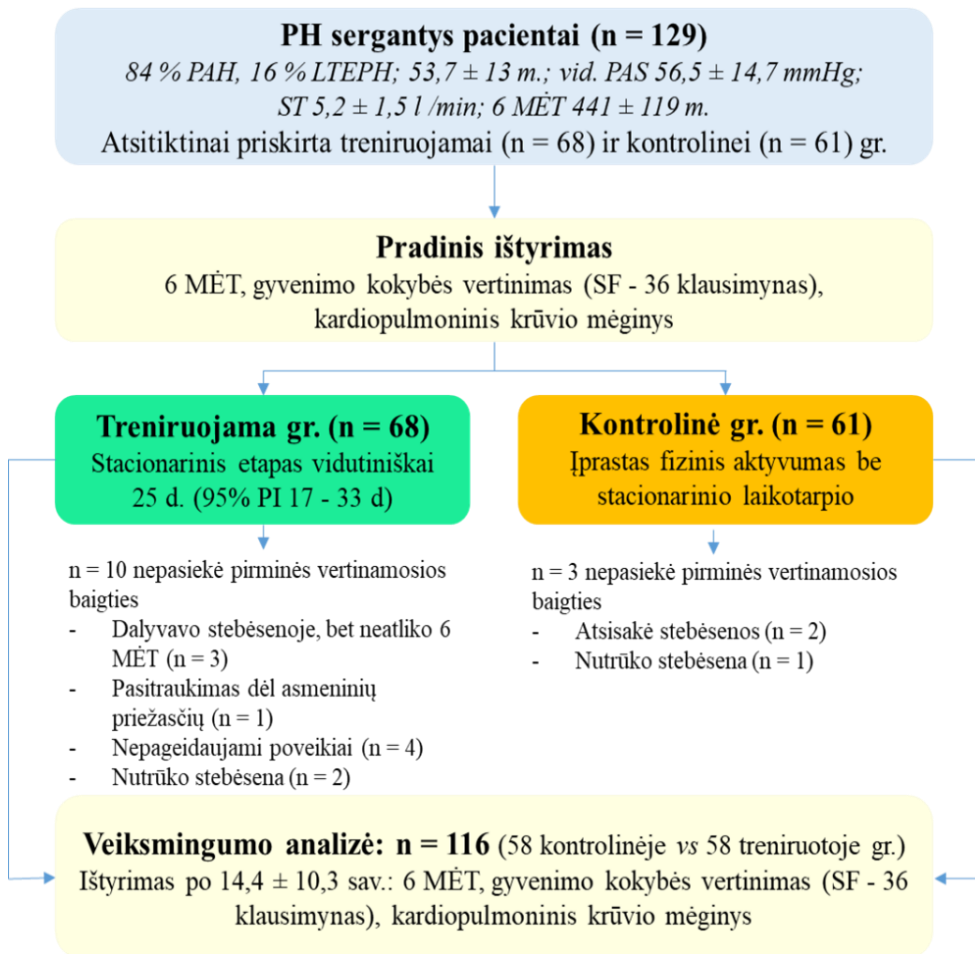 PH sergantys pacientai (n = 129)
84 % PAH, 16 % LTEPH; 53,7 ± 13 m.; vid. PAS 56,5 ± 14,7 mmHg;
ST 5,2 ± 1,5 l /min; 6 MĖT 441 ± 119 m.
Atsitiktinai priskirta treniruojamai (n = 68) ir kontrolinei (n = 61) gr.
Pradinis ištyrimas
6 MĖT, gyvenimo kokybės vertinimas (SF - 36 klausimynas),
kardiopulmoninis krūvio mėginys
Treniruojama gr. (n = 68)
Stacionarinis etapas vidutiniškai
25 d. (95% PI 17 - 33 d)
Kontrolinė gr. (n = 61)
Įprastas fizinis aktyvumas be
stacionarinio laikotarpio
n = 10 nepasiekė pirminės vertinamosios
baigties
- Dalyvavo stebėsenoje, bet neatliko 6
MĖT (n = 3)
- Pasitraukimas dėl asmeninių
priežasčių (n = 1)
- Nepageidaujami poveikiai (n = 4)
- Nutrūko stebėsena (n = 2)
n = 3 nepasiekė pirminės vertinamosios
baigties
- Atsisakė stebėsenos (n = 2)
- Nutrūko stebėsena (n = 1)
Veiksmingumo analizė: n = 116 (58 kontrolinėje vs 58 treniruotoje gr.)
Ištyrimas po 14,4 ± 10,3 sav.: 6 MĖT, gyvenimo kokybės vertinimas (SF - 36
klausimynas), kardiopulmoninis krūvio mėginys